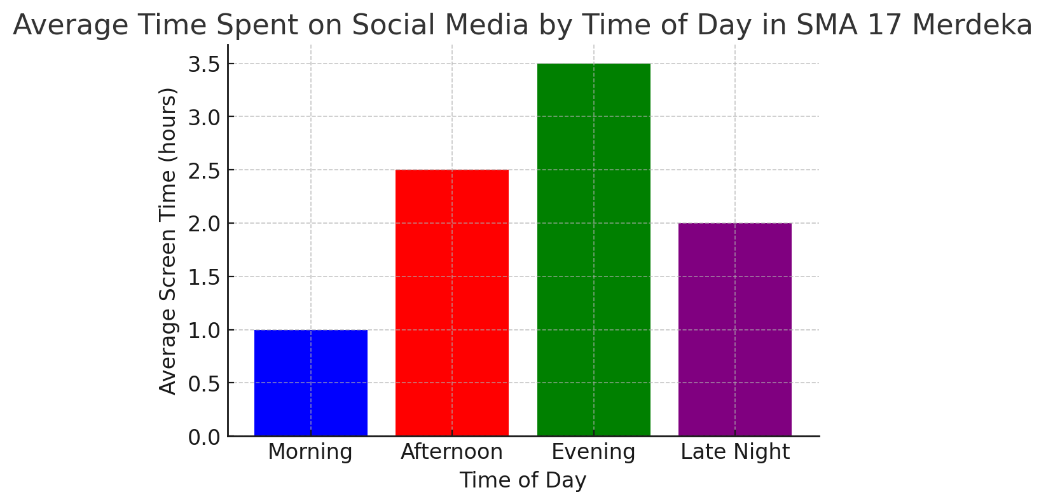 Average Time Spent on Social Media by Time of Day in SMA 17 Merdeka
Average Screen Time (hours)
3.5
3.0
2.5
2.0
1.5
1.0
0.5
0.0
Morning Afternoon Evening Late Night
Time of Day